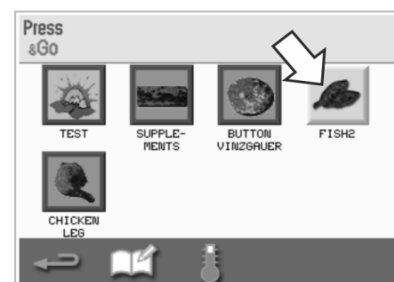 Press
&Go
TEST
SUPPLE-
MENTS
BUTTON
VINZGAUER
FISH2
CHICKEN
LEG